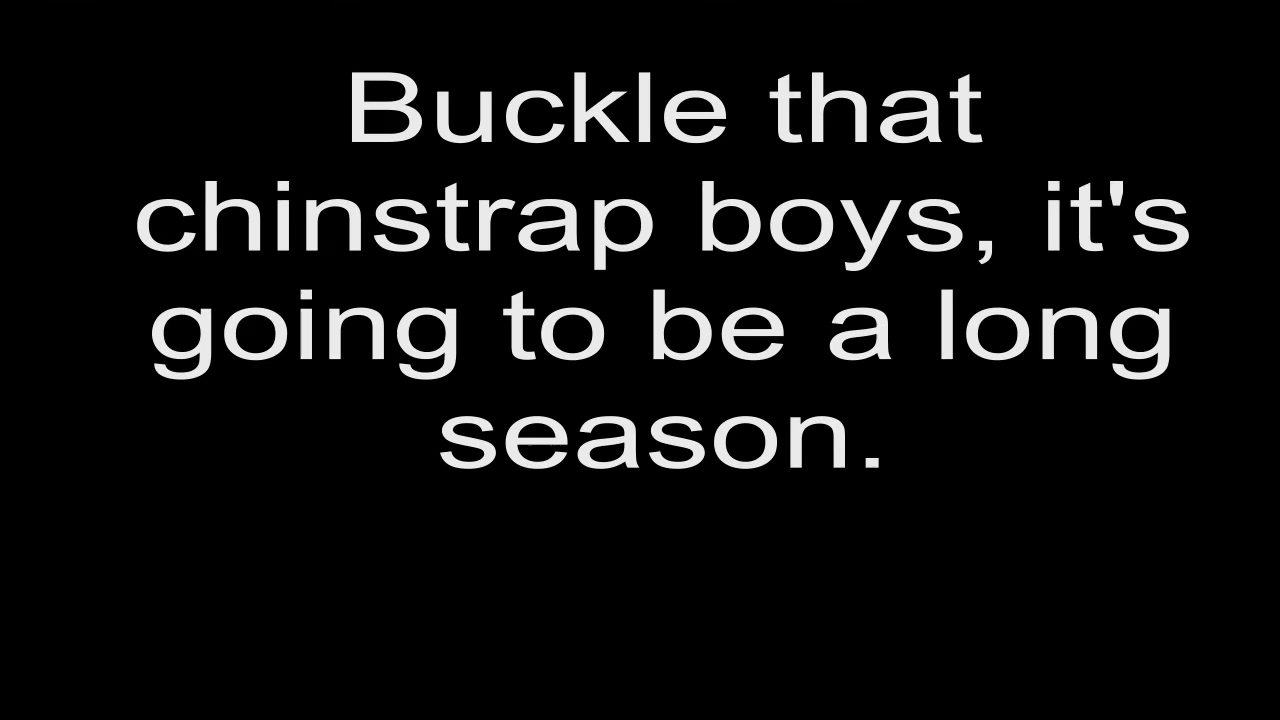 Buckle that
chinstrap boys, it's
going to be a long
season.